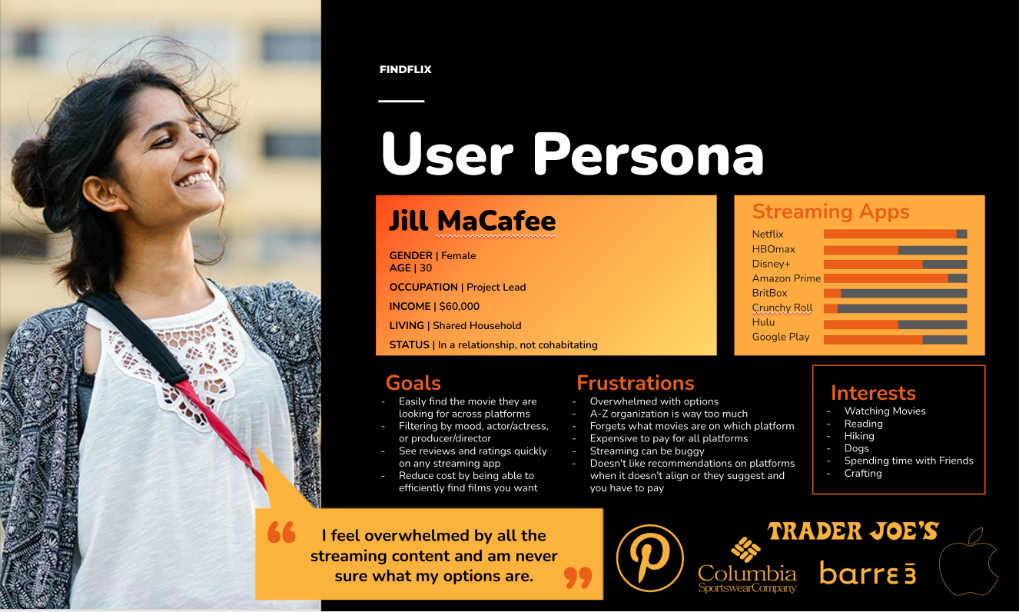 FINDFLIX
User Persona
Jill MaCafee
GENDER | Female
AGE | 30
OCCUPATION | Project Lead
INCOME | $60,000
LIVING | Shared Household
STATUS | In a relationship, not cohabitating
Streaming Apps
Netflix
HBOmax
Disney+
Amazon Prime
BritBox
Crunchy Roll
Hulu
Google Play
Goals
- Easily find the movie they are
looking for across platforms
- Filtering by mood, actor/actress,
or producer/director
- See reviews and ratings quickly
on any streaming app
- Reduce cost by being able to
efficiently find films you want
Frustrations
- Overwhelmed with options
- A-Z organization is way too much
- Forgets what movies are on which platform
- Expensive to pay for all platforms
- Streaming can be buggy
- Doesn't like recommendations on platforms
when it doesn't align or they suggest and
you have to pay
Interests
- Watching Movies
- Reading
- Hiking
- Dogs
- Spending time with Friends
- Crafting
“ I feel overwhelmed by all the
streaming content and am never
sure what my options are. ”
Columbia
Sportswear Company
TRADER JOE'S
barre3